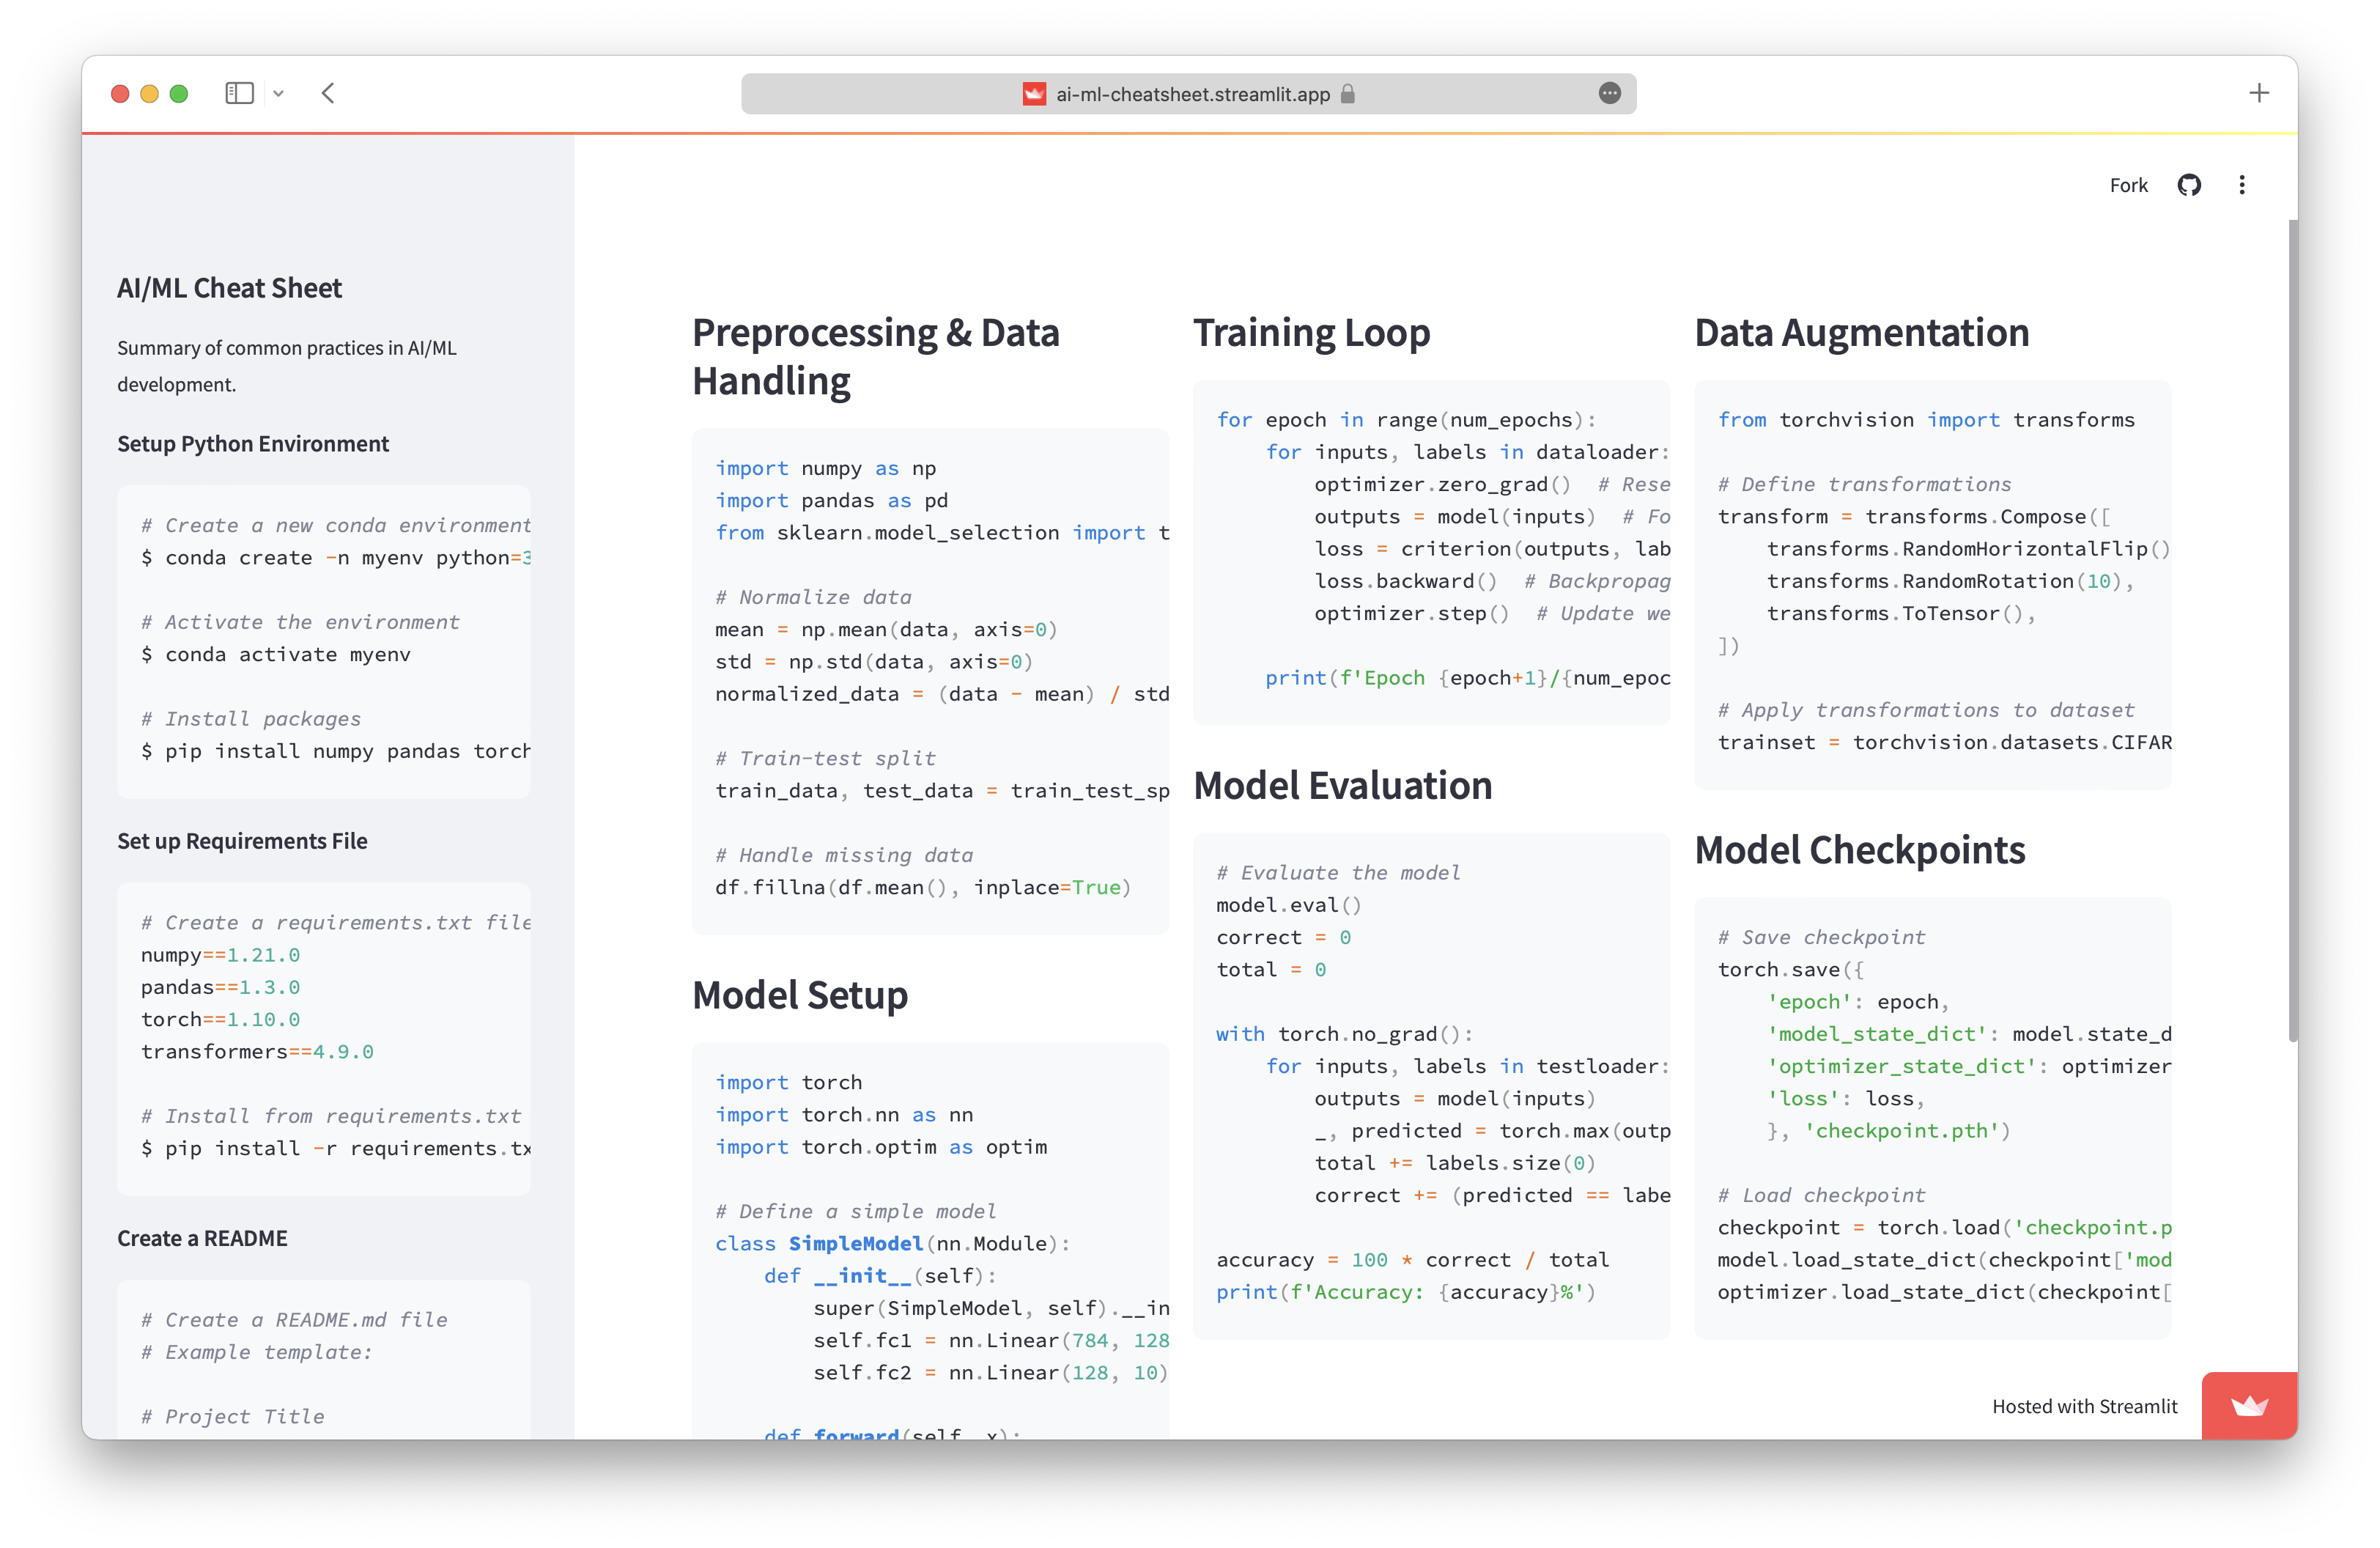 ai-ml-cheatsheet.streamlit.app
Fork
AI/ML Cheat Sheet
Summary of common practices in AI/ML
development.
Setup Python Environment
# Create a new conda environment
$ conda create -n myenv python=3
# Activate the environment
$ conda activate myenv
# Install packages
$ pip install numpy pandas torch
Set up Requirements File
# Create a requirements.txt file
numpy==1.21.0
pandas==1.3.0
torch==1.10.0
transformers==4.9.0
# Install from requirements.txt
$ pip install -r requirements.tx
Create a README
# Create a README.md file
# Example template:
# Project Title
Preprocessing & Data
Handling
import numpy as np
import pandas as pd
from sklearn.model_selection import t
# Normalize data
mean = np.mean(data, axis=0)
std = np.std(data, axis=0)
normalized_data = (data - mean) / std
# Train-test split
train_data, test_data = train_test_sp
# Handle missing data
df.fillna(df.mean(), inplace=True)
Model Setup
import torch
import torch.nn as nn
import torch.optim as optim
# Define a simple model
class SimpleModel(nn.Module):
    def __init__(self):
        super(SimpleModel, self).__in
        self.fc1 = nn.Linear(784, 128
        self.fc2 = nn.Linear(128, 10)
    def forward(self, x):
Training Loop
for epoch in range(num_epochs):
    for inputs, labels in dataloader:
        optimizer.zero_grad()  # Rese
        outputs = model(inputs)  # Fo
        loss = criterion(outputs, lab
        loss.backward()  # Backpropag
        optimizer.step()  # Update we
    print(f'Epoch {epoch+1}/{num_epoc
Model Evaluation
# Evaluate the model
model.eval()
correct = 0
total = 0
with torch.no_grad():
    for inputs, labels in testloader:
        outputs = model(inputs)
        _, predicted = torch.max(outp
        total += labels.size(0)
        correct += (predicted == labe
accuracy = 100 * correct / total
print(f'Accuracy: {accuracy}%')
Data Augmentation
from torchvision import transforms
# Define transformations
transform = transforms.Compose([
    transforms.RandomHorizontalFlip()
    transforms.RandomRotation(10),
    transforms.ToTensor(),
])
# Apply transformations to dataset
trainset = torchvision.datasets.CIFAR
Model Checkpoints
# Save checkpoint
torch.save({
    'epoch': epoch,
    'model_state_dict': model.state_d
    'optimizer_state_dict': optimizer
    'loss': loss,
    }, 'checkpoint.pth')
# Load checkpoint
checkpoint = torch.load('checkpoint.p
model.load_state_dict(checkpoint['mod
optimizer.load_state_dict(checkpoint[
Hosted with Streamlit